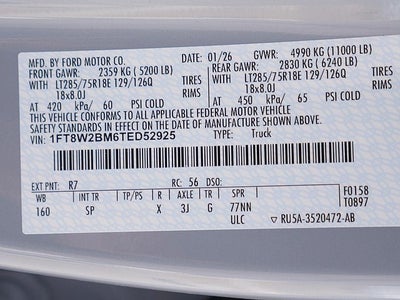 MFD. BY FORD MOTOR CO. 01/26 GVWR: 4990 KG (11000 LB)
FRONT GAWR: 2359 KG (5200 LB) REAR GAWR: 2830 KG (6240 LB)
WITH LT285/75R18E 129/126Q TIRES WITH LT285/75R18E 129/126Q TIRES
18x8.0J RIMS 18x8.0J RIMS
AT 420 kPa/ 60 PSI COLD AT 450 kPa/ 65 PSI COLD
THIS VEHICLE CONFORMS TO ALL APPLICABLE FEDERAL MOTOR VEHICLE
SAFETY STANDARDS IN EFFECT ON THE DATE OF MANUFACTURE SHOWN ABOVE.
VIN: 1FT8W2BM6TED52925 TYPE: Truck
EXT PNT: R7 RC: 56 DSO: F0158
WB TP/PS R AXLE TR SPR T0897
160 SP X 3J G 77NN
ULC RU5A-3520472-AB